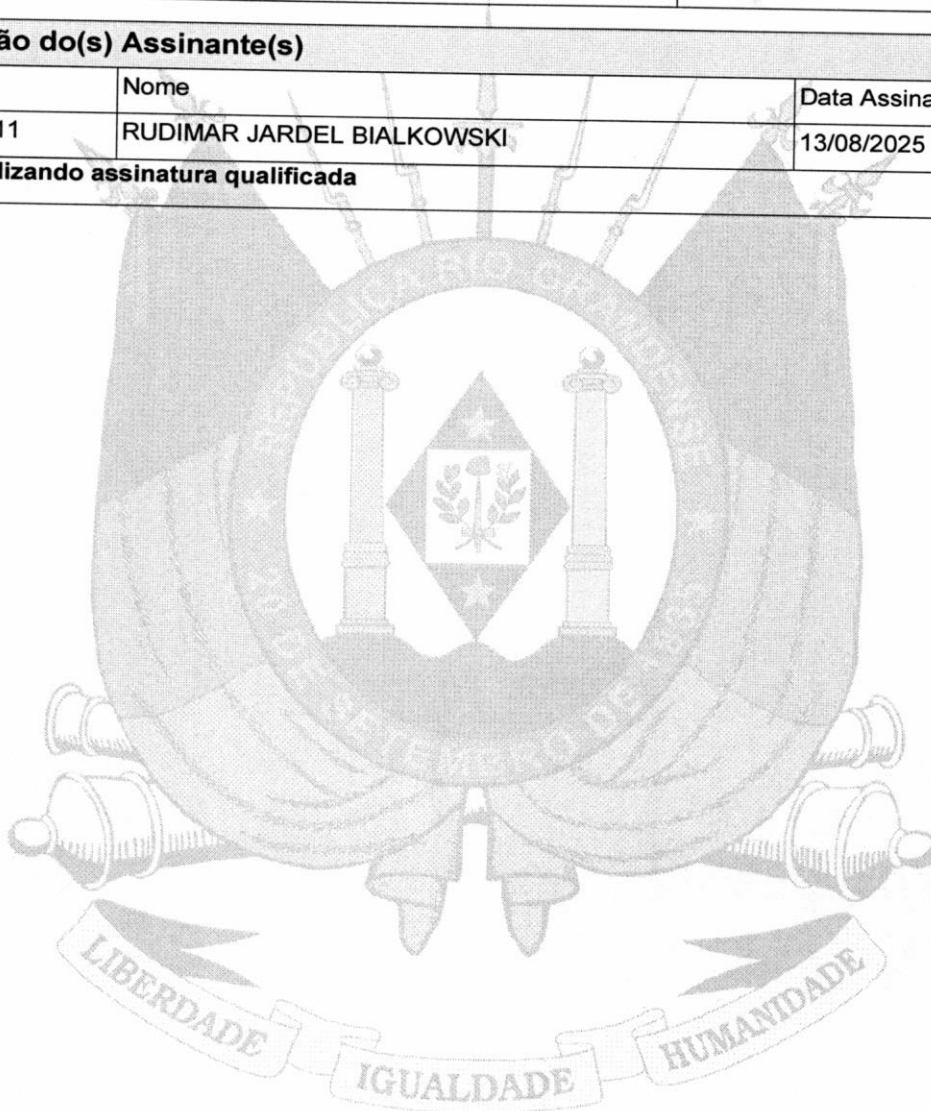 ão do(s) Assinante(s)
Nome
Data Assina
11
RUDIMAR JARDEL BIALKOWSKI
13/08/2025
lizando assinatura qualificada
REPÚBLICA RIO-GRANDENSE
20 DE SETEMBRO DE 1835
LIBERDADE
IGUALDADE
HUMANIDADE